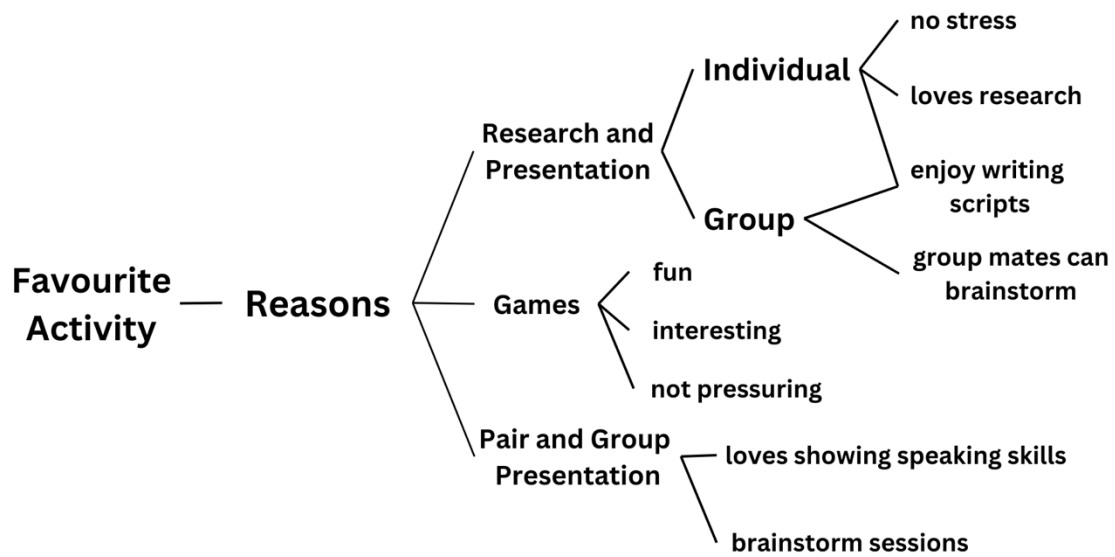 Favourite
Activity
Reasons
Research and
Presentation
Individual
no stress
loves research
enjoy writing
scripts
Group
group mates can
brainstorm
Games
fun
interesting
not pressuring
Pair and Group
Presentation
loves showing speaking skills
brainstorm sessions